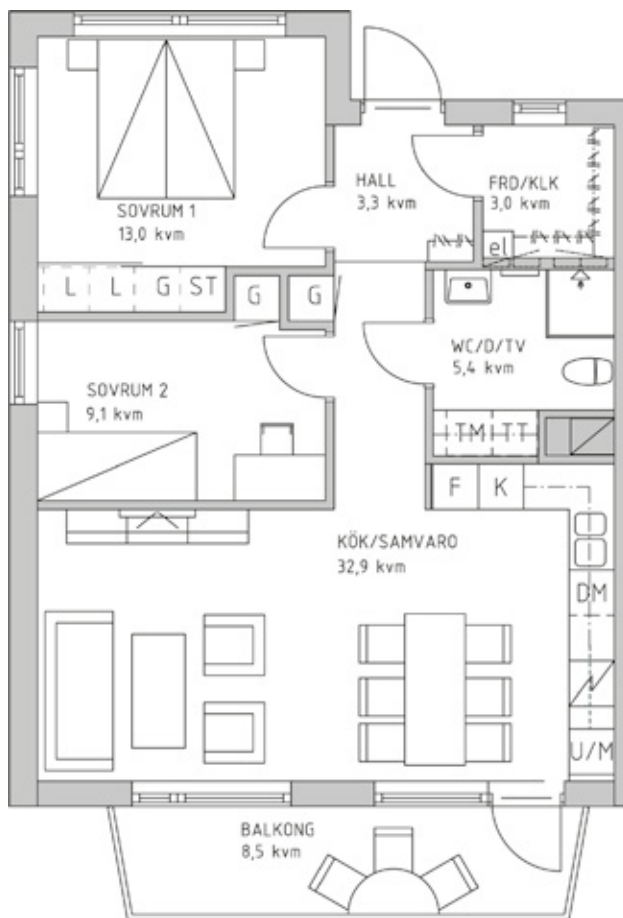 SOVRUM 1
13,0 kvm
HALL
3,3 kvm
FRD/KLK
3,0 kvm
el
L L G ST
G
G
WC/D/TV
5,4 kvm
SOVRUM 2
9,1 kvm
TM TT
F K
KÖK/SAMVARO
32,9 kvm
DM
U/M
BALKONG
8,5 kvm